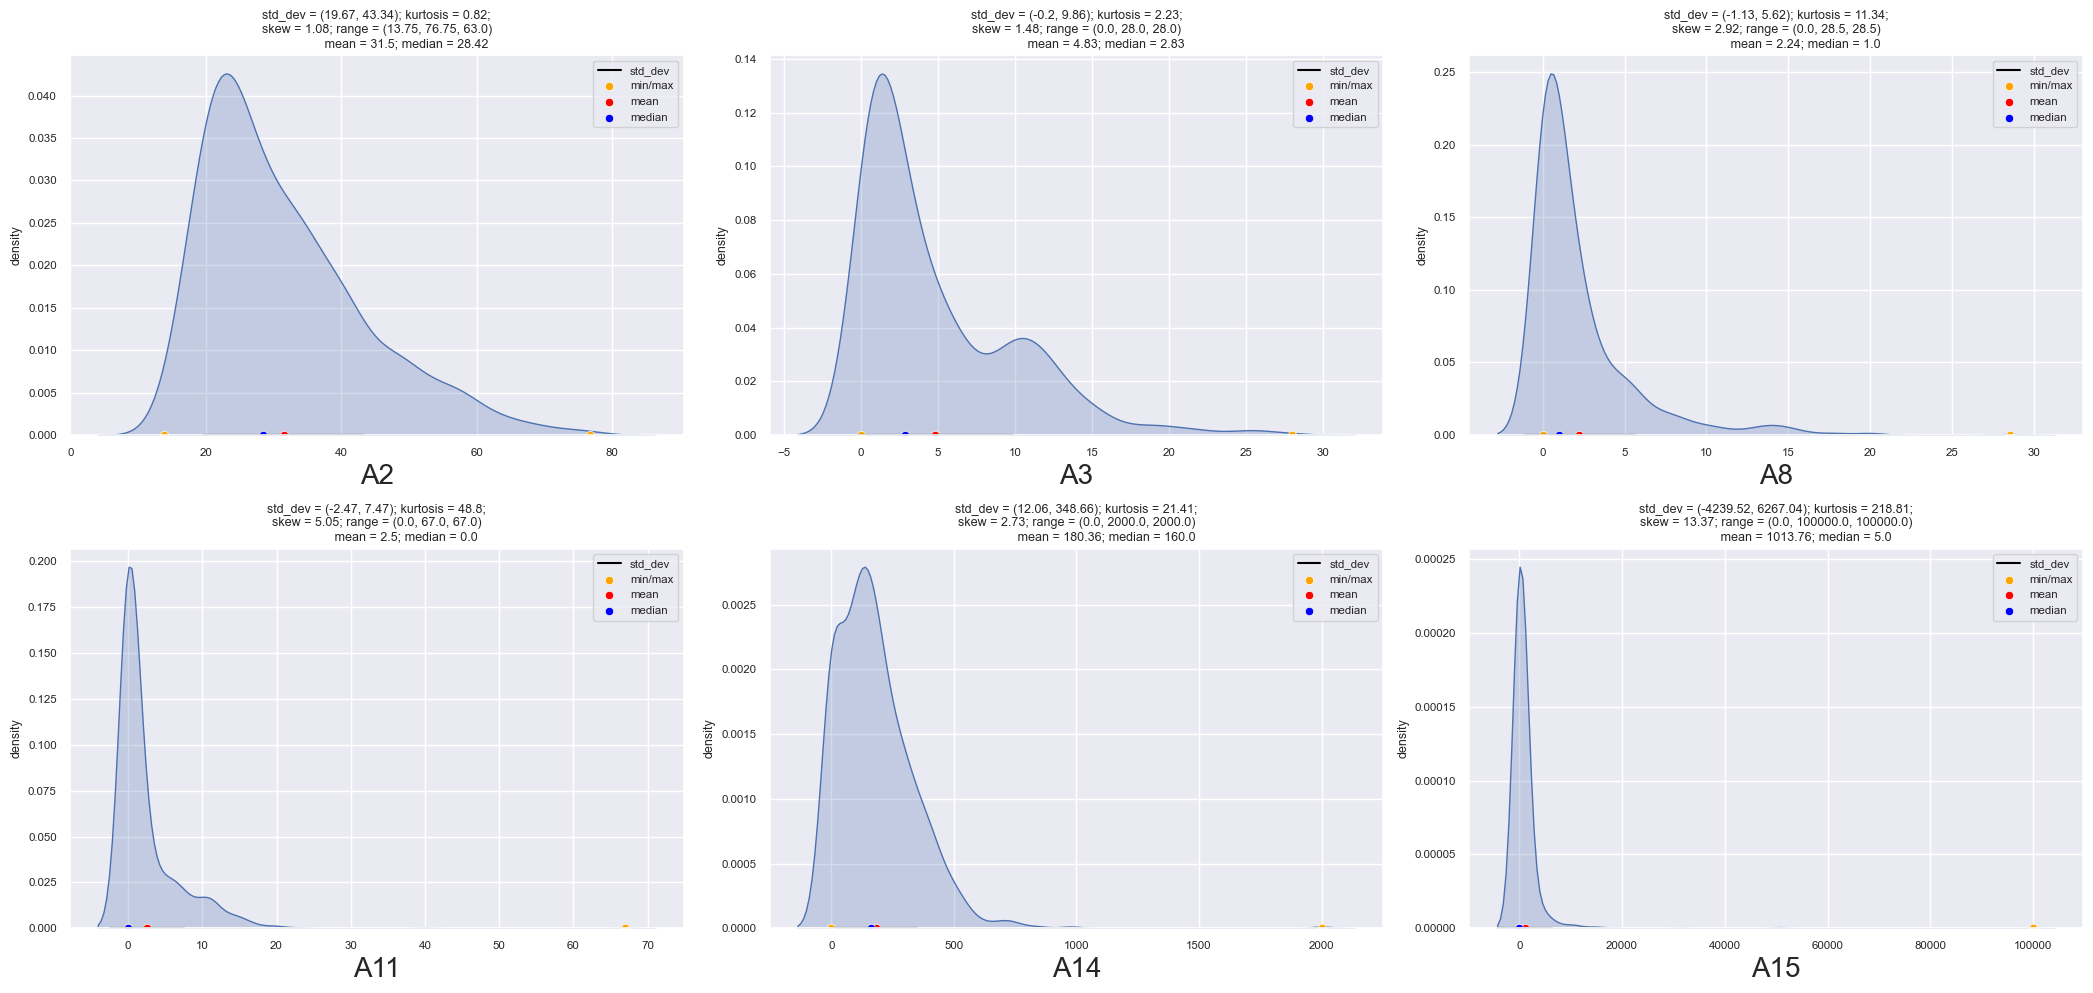 std_dev = (19.67, 43.34); kurtosis = 0.82;
skew = 1.08; range = (13.75, 76.75, 63.0)
mean = 31.5; median = 28.42
std_dev
min/max
mean
median
0.040
0.035
0.030
0.025
0.020
0.015
0.010
0.005
0.000
density
0 20 40 60 80
A2
std_dev = (-0.2, 9.86); kurtosis = 2.23;
skew = 1.48; range = (0.0, 28.0, 28.0)
mean = 4.83; median = 2.83
std_dev
min/max
mean
median
0.14
0.12
0.10
0.08
0.06
0.04
0.02
0.00
density
−5 0 5 10 15 20 25 30
A3
std_dev = (-1.13, 5.62); kurtosis = 11.34;
skew = 2.92; range = (0.0, 28.5, 28.5)
mean = 2.24; median = 1.0
std_dev
min/max
mean
median
0.25
0.20
0.15
0.10
0.05
0.00
density
0 5 10 15 20 25 30
A8
std_dev = (-2.47, 7.47); kurtosis = 48.8;
skew = 5.05; range = (0.0, 67.0, 67.0)
mean = 2.5; median = 0.0
std_dev
min/max
mean
median
0.200
0.175
0.150
0.125
0.100
0.075
0.050
0.025
0.000
density
0 10 20 30 40 50 60 70
A11
std_dev = (12.06, 348.66); kurtosis = 21.41;
skew = 2.73; range = (0.0, 2000.0, 2000.0)
mean = 180.36; median = 160.0
std_dev
min/max
mean
median
0.0025
0.0020
0.0015
0.0010
0.0005
0.0000
density
0 500 1000 1500 2000
A14
std_dev = (-4239.52, 6267.04); kurtosis = 218.81;
skew = 13.37; range = (0.0, 100000.0, 100000.0)
mean = 1013.76; median = 5.0
std_dev
min/max
mean
median
0.00025
0.00020
0.00015
0.00010
0.00005
0.00000
density
0 20000 40000 60000 80000 100000
A15